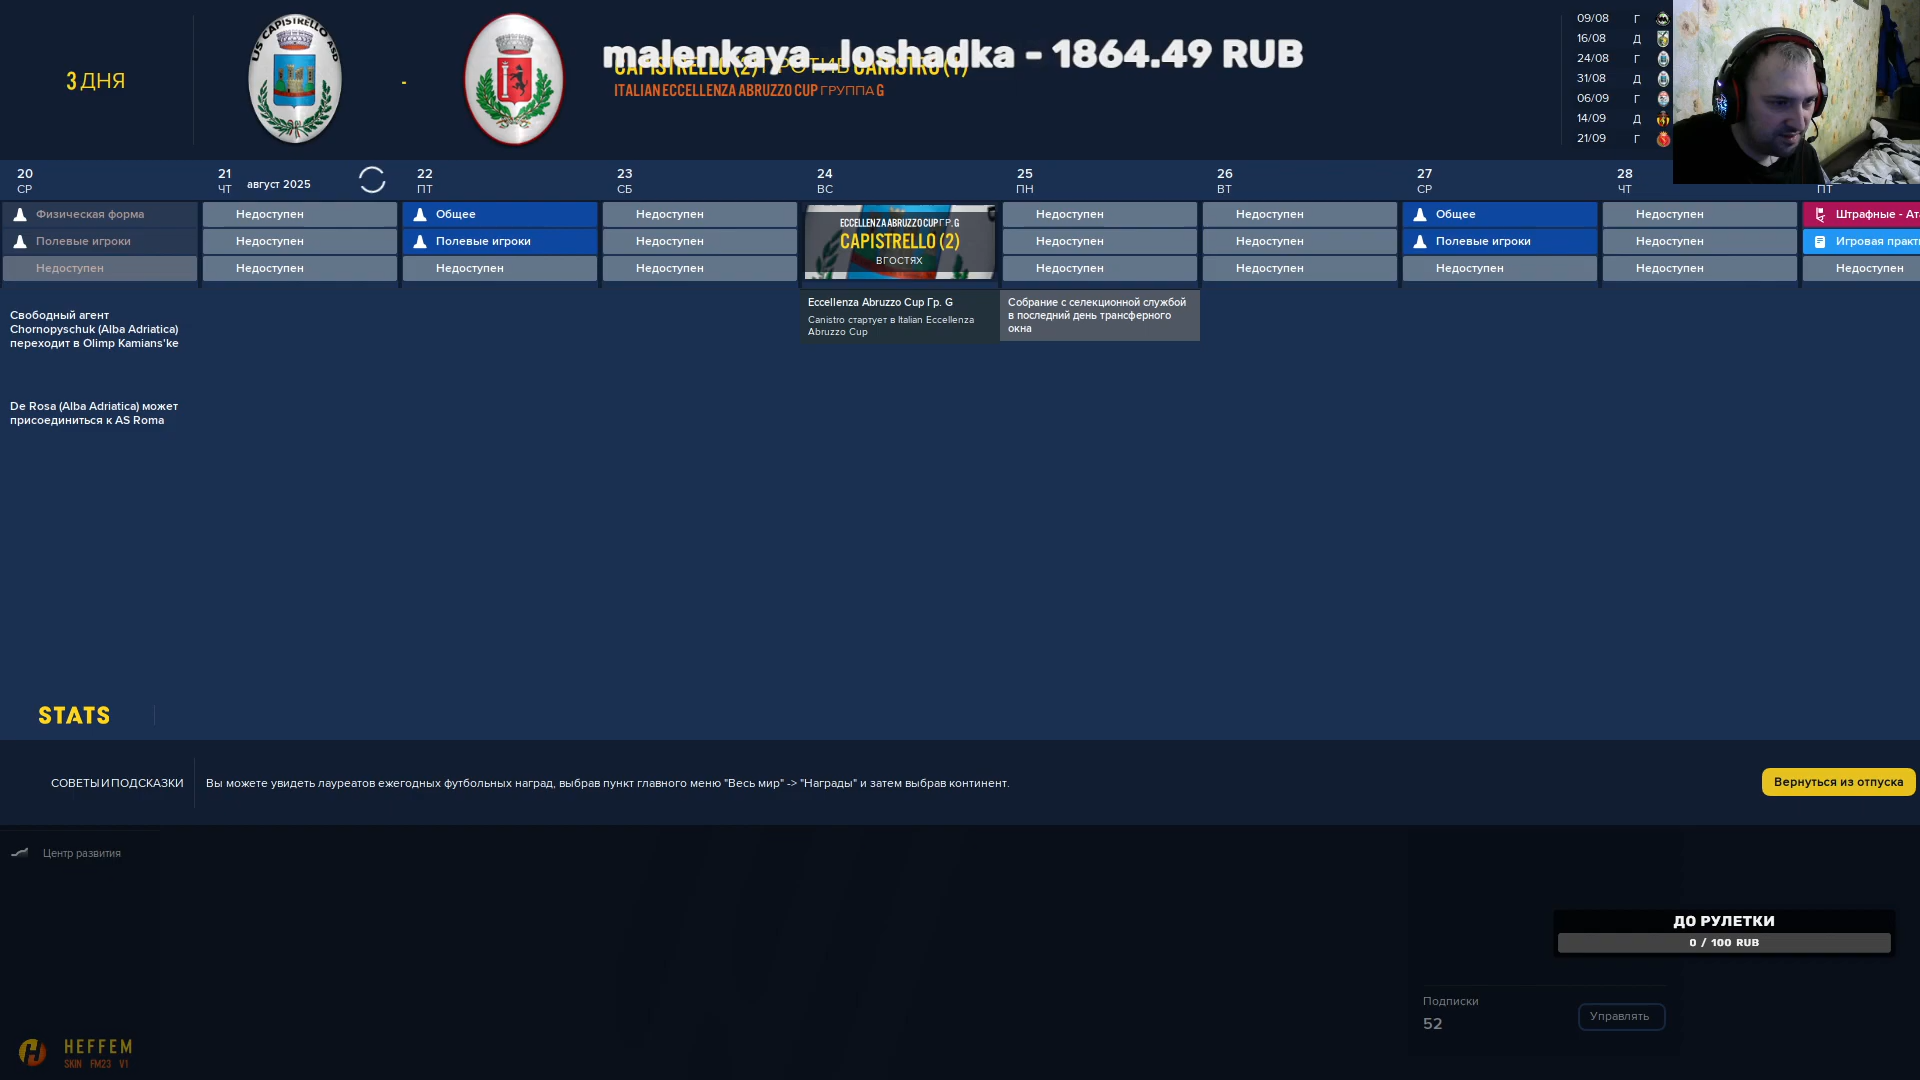 3 ДНЯ
LUS CAPISTRELLO ASD
-
malenkaya_loshadka - 1864.49 RUB
CAPISTRELLO (2) ПРОТИВ CANISTRO (1)
ITALIAN ECCELLENZA ABRUZZO CUP ГРУППА G
09/08 Г
16/08 Д
24/08 Г
31/08 Д
06/09 Г
14/09 Д
21/09 Г
20 21 22 23 24 25 26 27 28
СР ЧТ август 2025 ПТ СБ ВС ПН ВТ СР ЧТ ПТ
Физическая форма Недоступен Общее Недоступен Недоступен Недоступен Общее Недоступен Штрафные - Ата
Полевые игроки Недоступен Полевые игроки Недоступен Недоступен Недоступен Полевые игроки Недоступен Игровая практи
Недоступен Недоступен Недоступен Недоступен Недоступен Недоступен Недоступен Недоступен Недоступен
ECCELLENZA ABRUZZO CUP ГР. G
CAPISTRELLO (2)
В ГОСТЯХ
Eccellenza Abruzzo Cup Гр. G
Canistro стартует в Italian Eccellenza
Abruzzo Cup
Собрание с селекционной службой
в последний день трансферного
окна
Свободный агент
Chornopyschuk (Alba Adriatica)
переходит в Olimp Kamians'ke
De Rosa (Alba Adriatica) может
присоединиться к AS Roma
STATS
СОВЕТЫ И ПОДСКАЗКИ
Вы можете увидеть лауреатов ежегодных футбольных наград, выбрав пункт главного меню "Весь мир" -> "Награды" и затем выбрав континент.
Вернуться из отпуска
Центр развития
ДО РУЛЕТКИ
0 / 100 RUB
Подписки
52
Управлять
HEFFEM
SKIN FM23 V1